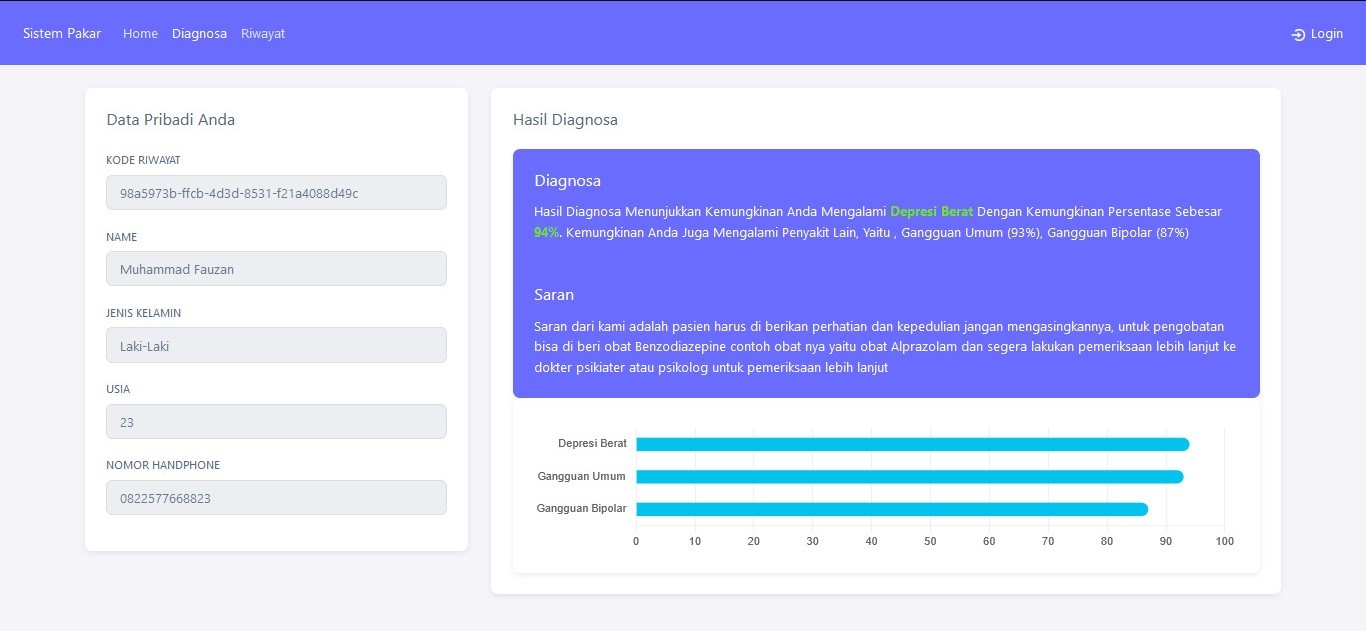 Sistem Pakar Home Diagnosa Riwayat Login
Data Pribadi Anda
KODE RIWAYAT
98a5973b-ffcb-4d3d-8531-f21a4088d49c
NAME
Muhammad Fauzan
JENIS KELAMIN
Laki-Laki
USIA
23
NOMOR HANDPHONE
0822577668823
Hasil Diagnosa
Diagnosa
Hasil Diagnosa Menunjukkan Kemungkinan Anda Mengalami Depresi Berat Dengan Kemungkinan Persentase Sebesar
94%. Kemungkinan Anda Juga Mengalami Penyakit Lain, Yaitu , Gangguan Umum (93%), Gangguan Bipolar (87%)
Saran
Saran dari kami adalah pasien harus di berikan perhatian dan kepedulian jangan mengasingkannya, untuk pengobatan
bisa di beri obat Benzodiazepine contoh obat nya yaitu obat Alprazolam dan segera lakukan pemeriksaan lebih lanjut ke
dokter psikiater atau psikolog untuk pemeriksaan lebih lanjut
Depresi Berat
Gangguan Umum
Gangguan Bipolar
0 10 20 30 40 50 60 70 80 90 100